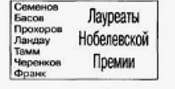 Семенов
Басов
Прохоров
Ландау
Тамм
Черенков
Франк
Лауреаты
Нобелевской
Премии